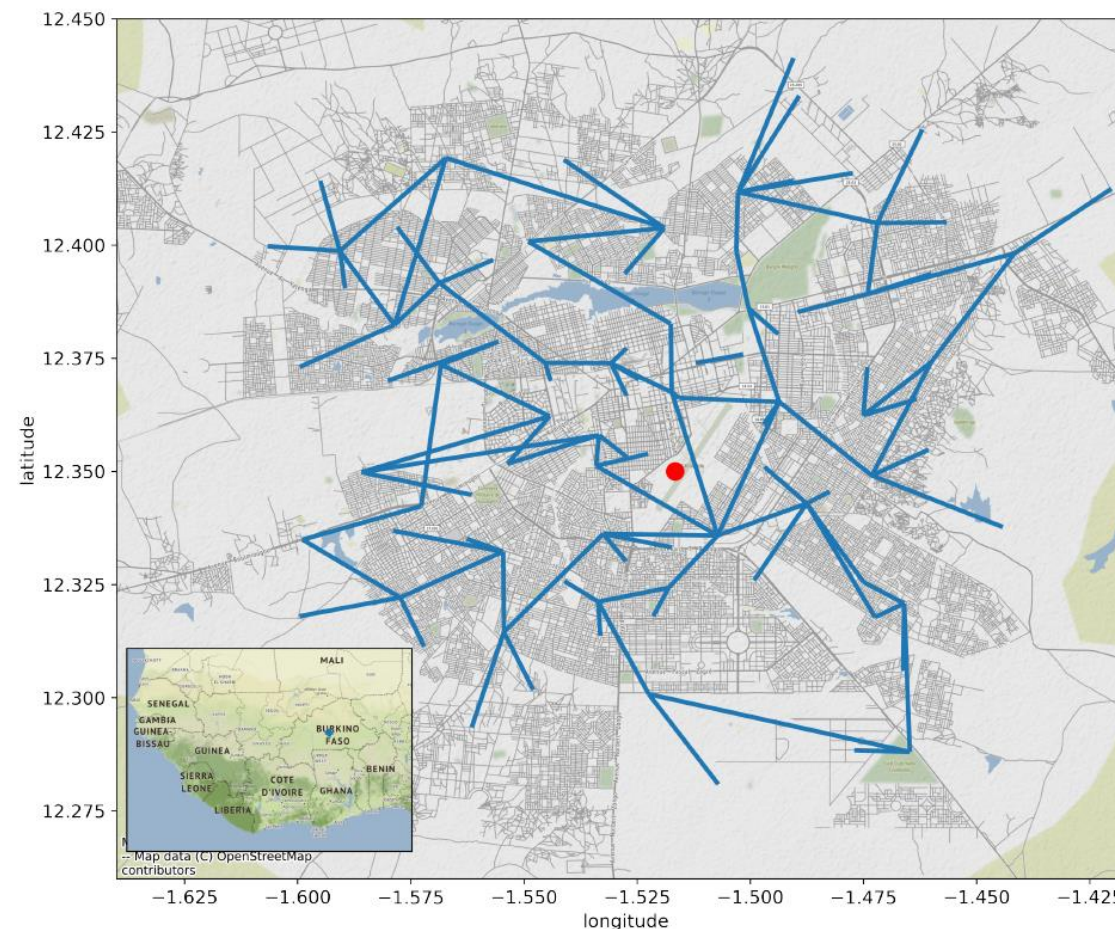 12.450
12.425
12.400
12.375
12.350
12.325
12.300
12.275
latitude
−1.625
−1.600
−1.575
−1.550
−1.525
−1.500
−1.475
−1.450
longitude
MALI
SENEGAL
GAMBIA
GUINEA-
BISSAU
GUINEA
BURKINO
FASO
BENIN
SIERRA
LEONE
COTE
D'IVOIRE
GHANA
LIBERIA
-- Map data (C) OpenStreetMap
contributors